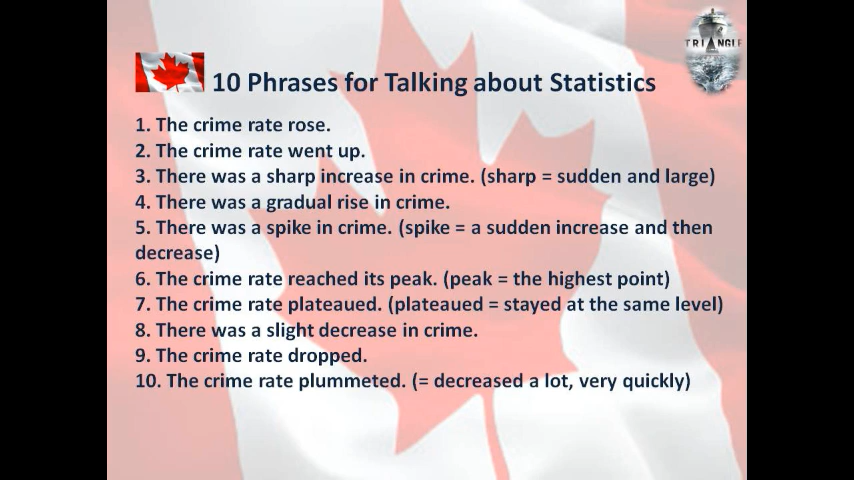 TRIANGLE
10 Phrases for Talking about Statistics
1. The crime rate rose.
2. The crime rate went up.
3. There was a sharp increase in crime. (sharp = sudden and large)
4. There was a gradual rise in crime.
5. There was a spike in crime. (spike = a sudden increase and then
decrease)
6. The crime rate reached its peak. (peak = the highest point)
7. The crime rate plateaued. (plateaued = stayed at the same level)
8. There was a slight decrease in crime.
9. The crime rate dropped.
10. The crime rate plummeted. (= decreased a lot, very quickly)